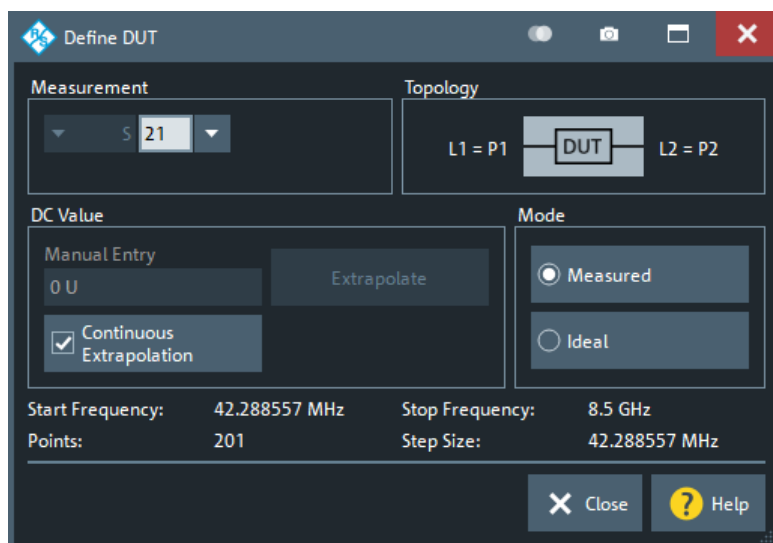 Define DUT
Measurement
S 21
Topology
L1 = P1 DUT L2 = P2
DC Value
Manual Entry
0 U
Extrapolate
Continuous
Extrapolation
Mode
Measured
Ideal
Start Frequency: 42.288557 MHz Stop Frequency: 8.5 GHz
Points: 201 Step Size: 42.288557 MHz
Close
? Help